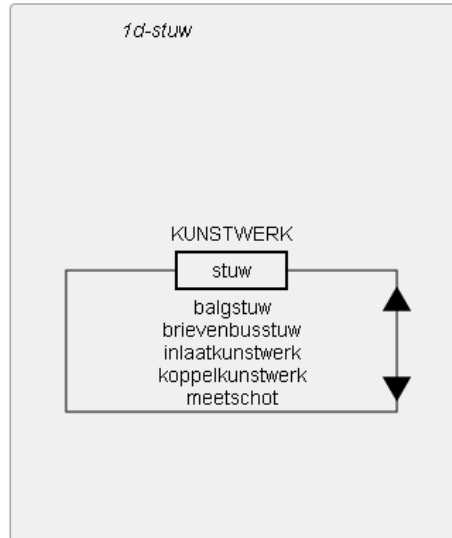 1d-stuw
KUNSTWERK
stuw
balgstuw
brievenbusstuw
inlaatkunstwerk
koppelkunstwerk
meetschot